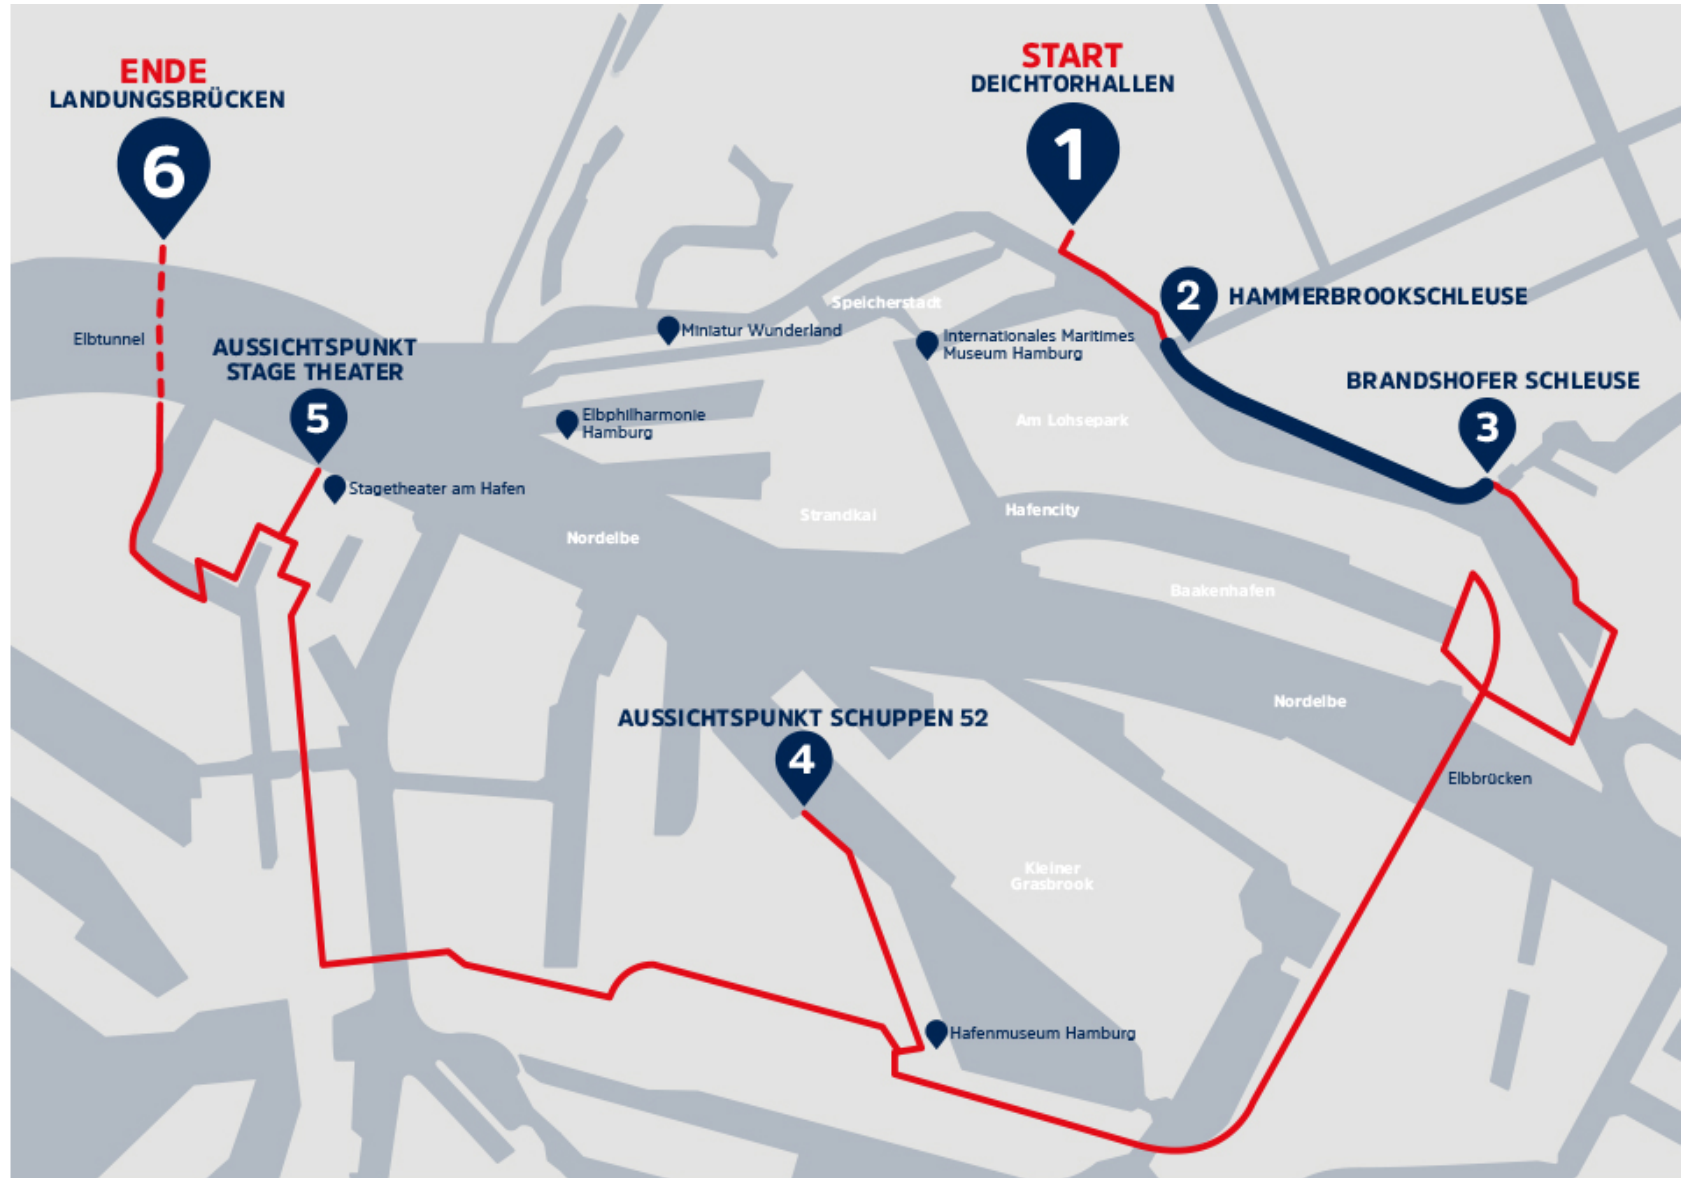 START
DEICHTORHALLEN
1
ENDE
LANDUNGSBRÜCKEN
6
2
HAMMERBROOKSCHLEUSE
Speicherstadt
Miniatur Wunderland
Internationales Maritimes
Museum Hamburg
Elbtunnel
AUSSICHTSPUNKT
STAGE THEATER
5
BRANDSHOFER SCHLEUSE
3
Elbphilharmonie
Hamburg
Am Lohsepark
Stagetheater am Hafen
Strandkai
Hafencity
Nordelbe
Baakenhafen
Nordelbe
AUSSICHTSPUNKT SCHUPPEN 52
4
Elbbrücken
Kleiner
Grasbrook
Hafenmuseum Hamburg